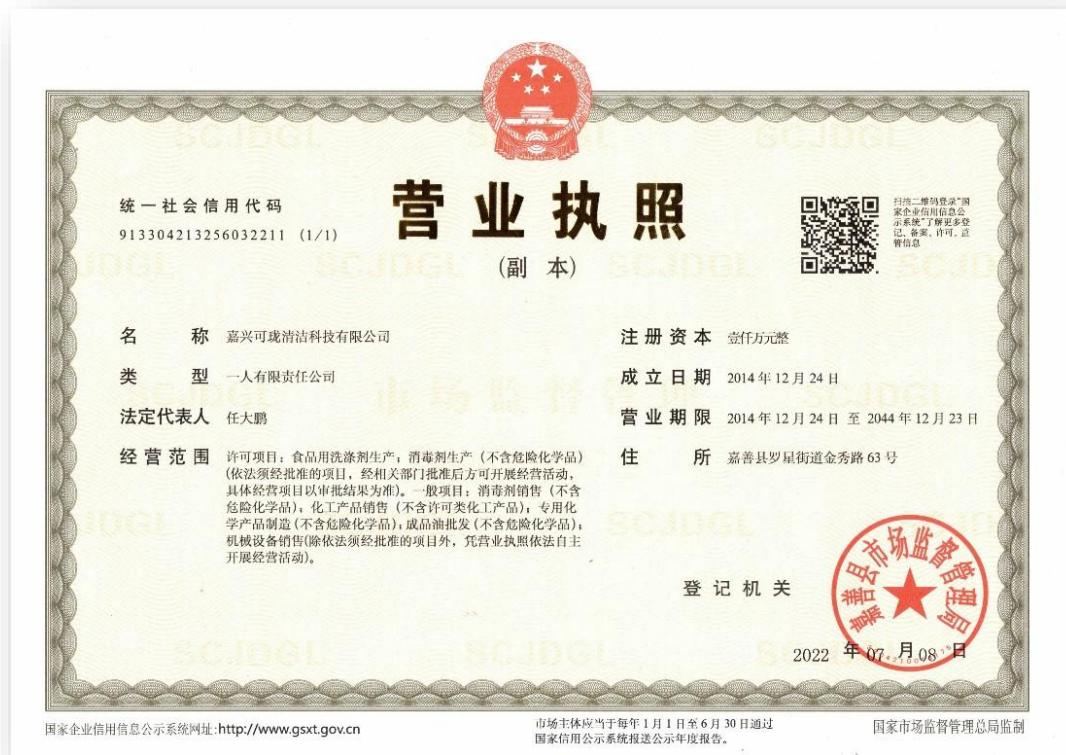 营业执照
(副 本)
统一社会信用代码
913304213256032211 (1/1)
扫描二维码登录"国
家企业信用信息公
示系统"了解更多登
记、备案、许可、监
管信息
名 称 嘉兴可珑清洁科技有限公司
类 型 一人有限责任公司
法定代表人 任大鹏
经营范围 许可项目:食品用洗涤剂生产;消毒剂生产(不含危险化学品)
(依法须经批准的项目,经相关部门批准后方可开展经营活动,
具体经营项目以审批结果为准)。一般项目:消毒剂销售(不含
危险化学品);化工产品销售(不含许可类化工产品);专用化
学产品制造(不含危险化学品);成品油批发(不含危险化学品);
机械设备销售(除依法须经批准的项目外,凭营业执照依法自主
开展经营活动)。
注册资本 壹仟万元整
成立日期 2014年12月24日
营业期限 2014年12月24日 至 2044年12月23日
住 所 嘉善县罗星街道金秀路63号
登记机关
嘉善县市场监督管理局
2022 年 07 月 08 日
国家企业信用信息公示系统网址:http://www.gsxt.gov.cn
市场主体应当于每年1月1日至6月30日通过
国家信用公示系统报送公示年度报告。
国家市场监督管理总局监制
市场监督管理
SCJDGL